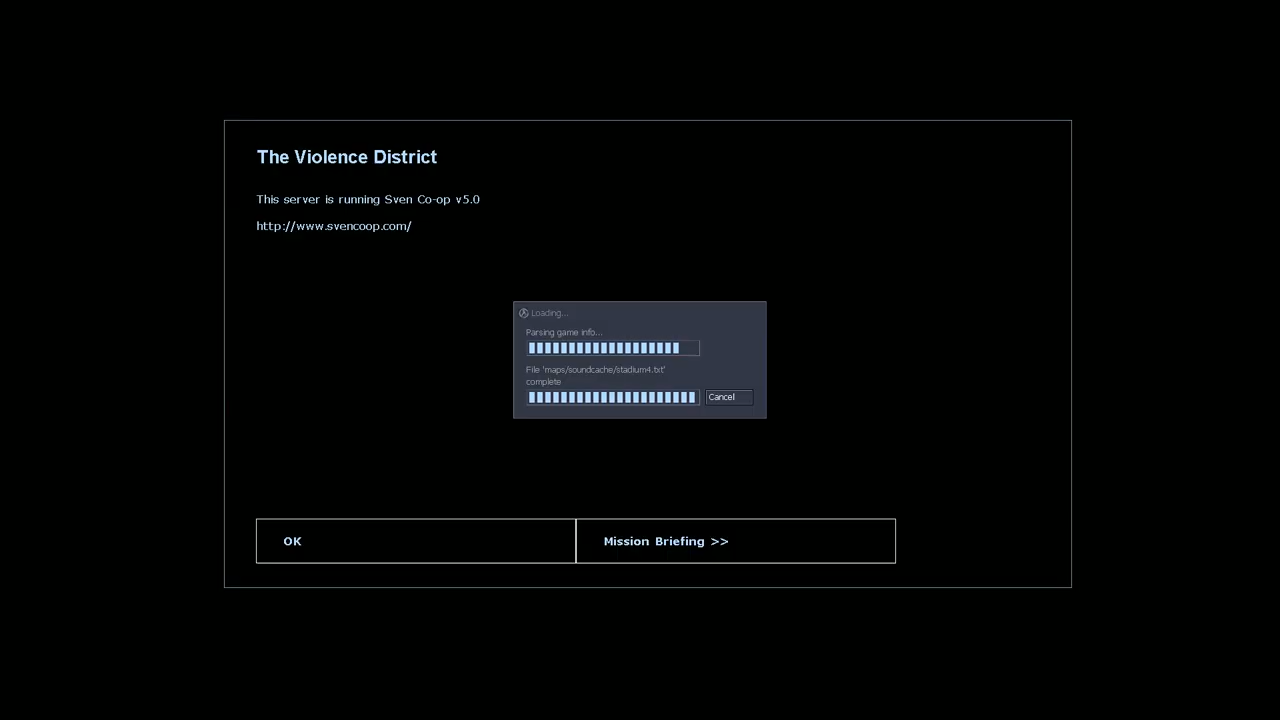 The Violence District
This server is running Sven Co-op v5.0
http://www.svencoop.com/
Loading...
Parsing game info...
File 'maps/soundcache/stadium4.txt'
complete
Cancel
OK
Mission Briefing >>